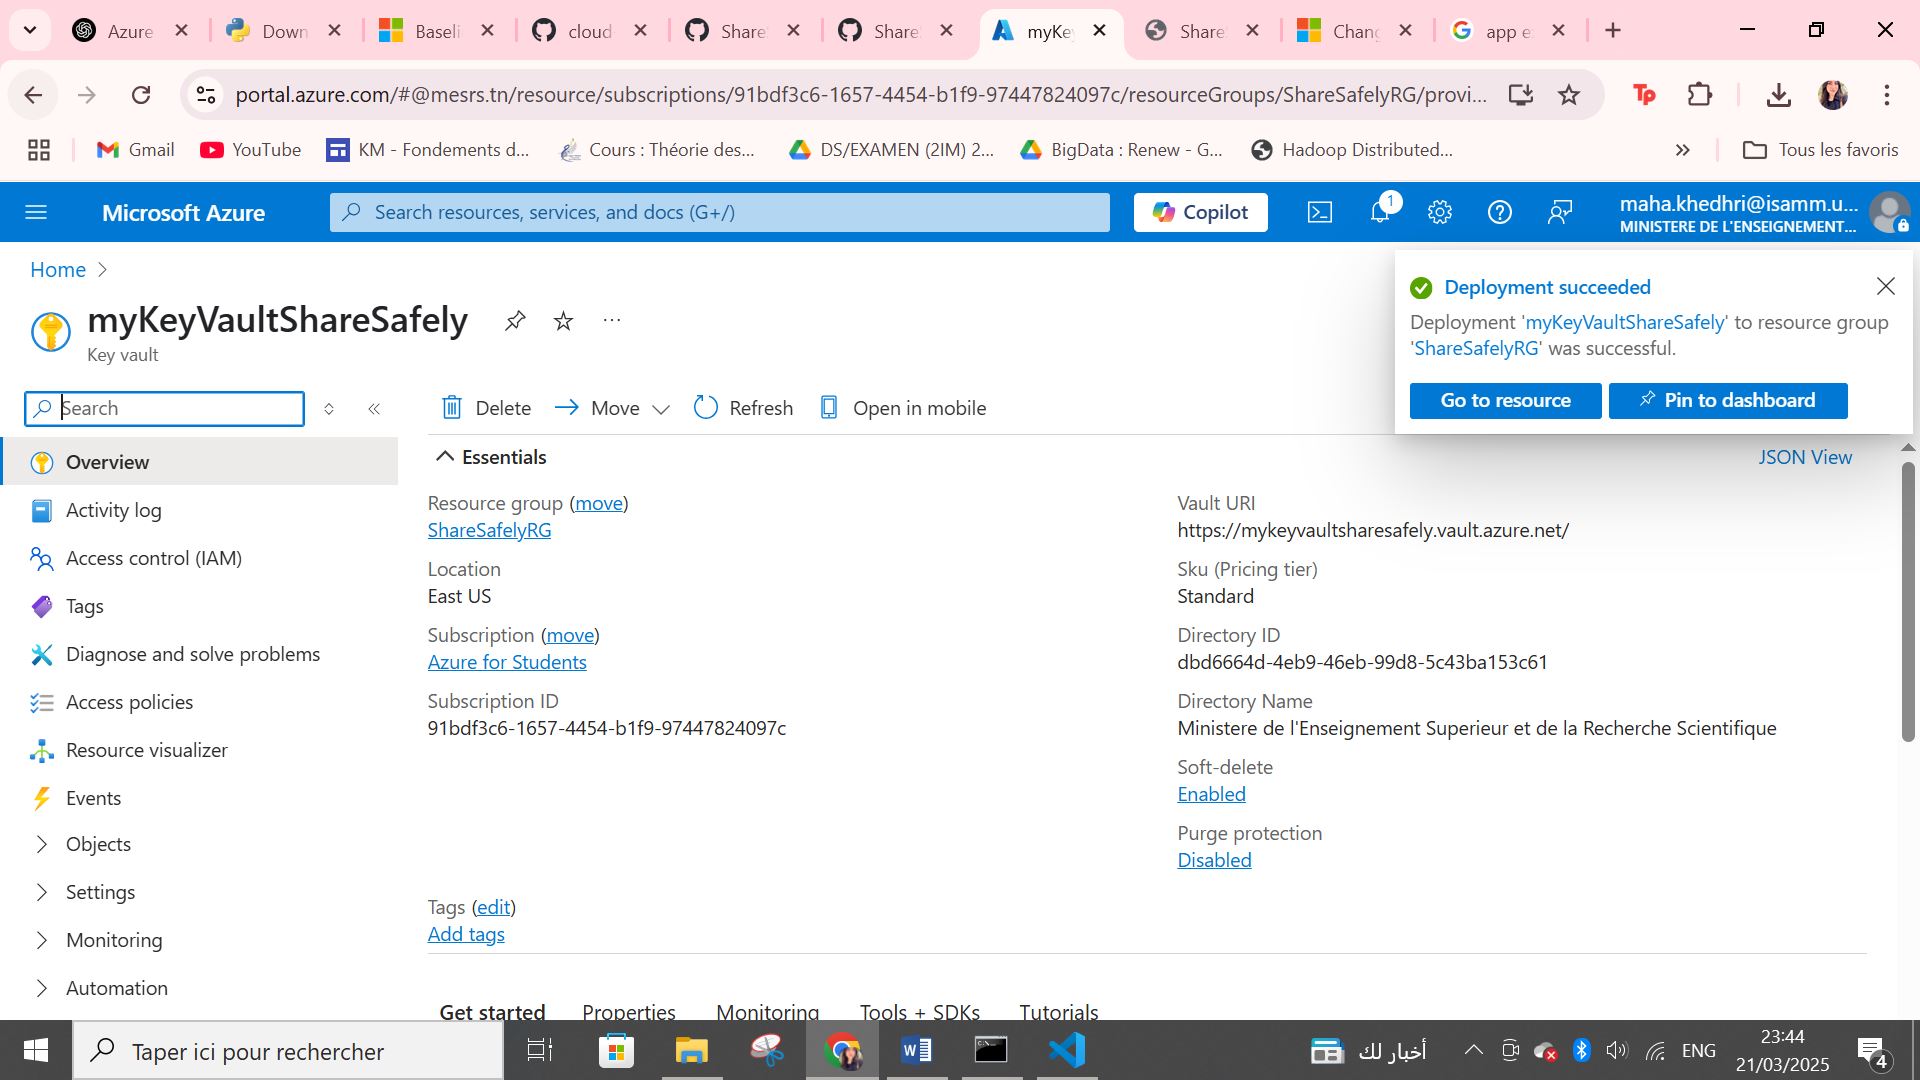 Azure
Down
Baseli
cloud
Share
Share
myKey
Share
Chang
app e
portal.azure.com/#@mesrs.tn/resource/subscriptions/91bdf3c6-1657-4454-b1f9-97447824097c/resourceGroups/ShareSafelyRG/provi...
Tp
Gmail
YouTube
KM - Fondements d...
Cours : Théorie des...
DS/EXAMEN (2IM) 2...
BigData : Renew - G...
Hadoop Distributed...
Tous les favoris
Microsoft Azure
Search resources, services, and docs (G+/)
Copilot
1
maha.khedhri@isamm.u...
MINISTERE DE L'ENSEIGNEMENT...
Home
myKeyVaultShareSafely
Key vault
Deployment succeeded
Deployment 'myKeyVaultShareSafely' to resource group
'ShareSafelyRG' was successful.
Go to resource
Pin to dashboard
Search
Delete
Move
Refresh
Open in mobile
Overview
Activity log
Access control (IAM)
Tags
Diagnose and solve problems
Access policies
Resource visualizer
Events
Objects
Settings
Monitoring
Automation
Essentials
JSON View
Resource group (move)
ShareSafelyRG
Location
East US
Subscription (move)
Azure for Students
Subscription ID
91bdf3c6-1657-4454-b1f9-97447824097c
Vault URI
https://mykeyvaultsharesafely.vault.azure.net/
Sku (Pricing tier)
Standard
Directory ID
dbd6664d-4eb9-46eb-99d8-5c43ba153c61
Directory Name
Ministere de l'Enseignement Superieur et de la Recherche Scientifique
Soft-delete
Enabled
Purge protection
Disabled
Tags (edit)
Add tags
Get started
Properties
Monitoring
Tools + SDKs
Tutorials
Taper ici pour rechercher
أخبار لك
ENG
23:44
21/03/2025
4